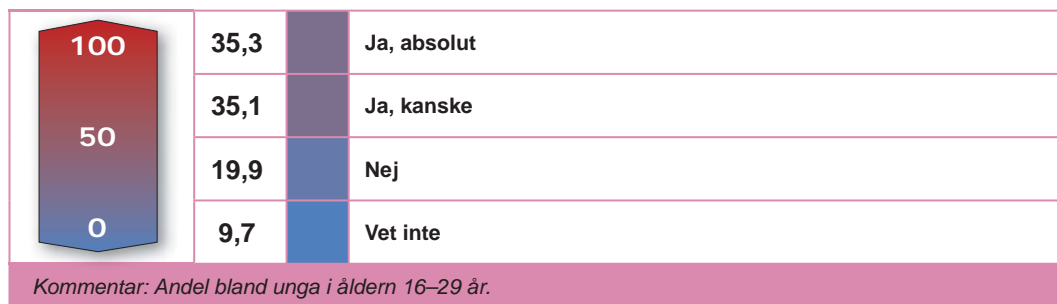 100
50
0
35,3 Ja, absolut
35,1 Ja, kanske
19,9 Nej
9,7 Vet inte
Kommentar: Andel bland unga i åldern 16–29 år.